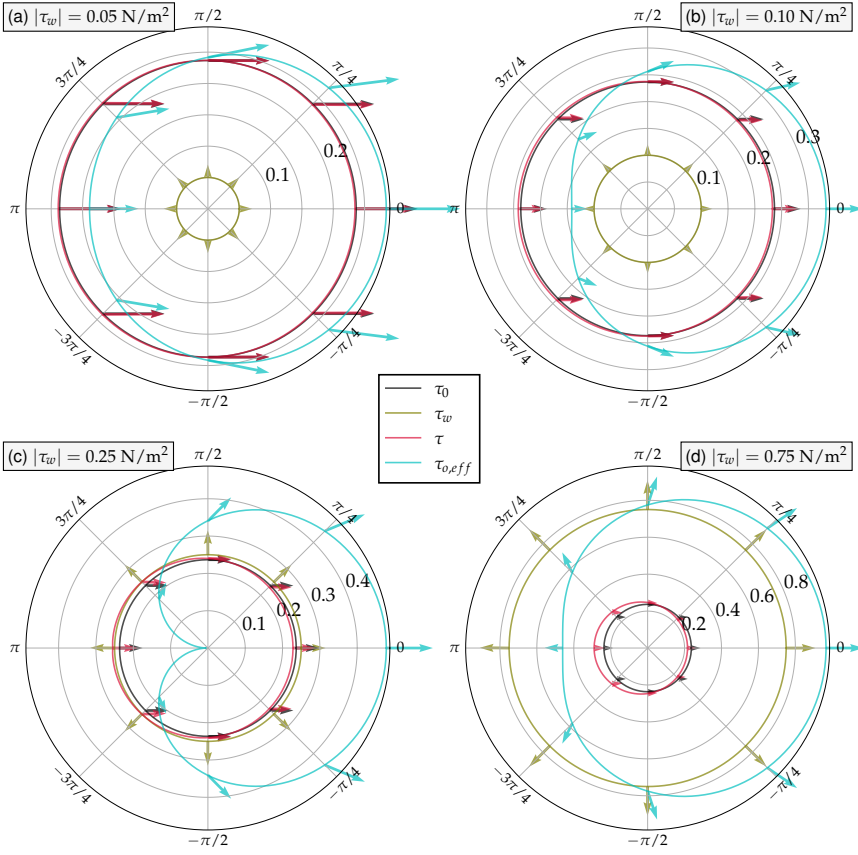 (a) |τ_w| = 0.05 N/m²
π/2
π/4
3π/4
0.2
0.1
π
0
−3π/4
−π/4
−π/2
(b) |τ_w| = 0.10 N/m²
π/2
π/4
3π/4
0.3
0.2
0.1
π
0
−3π/4
−π/4
−π/2
τ_0
τ_w
τ
τ_{o,eff}
(c) |τ_w| = 0.25 N/m²
π/2
π/4
3π/4
0.4
0.3
0.2
0.1
π
0
−3π/4
−π/4
−π/2
(d) |τ_w| = 0.75 N/m²
π/2
π/4
3π/4
0.8
0.6
0.4
0.2
π
0
−3π/4
−π/4
−π/2